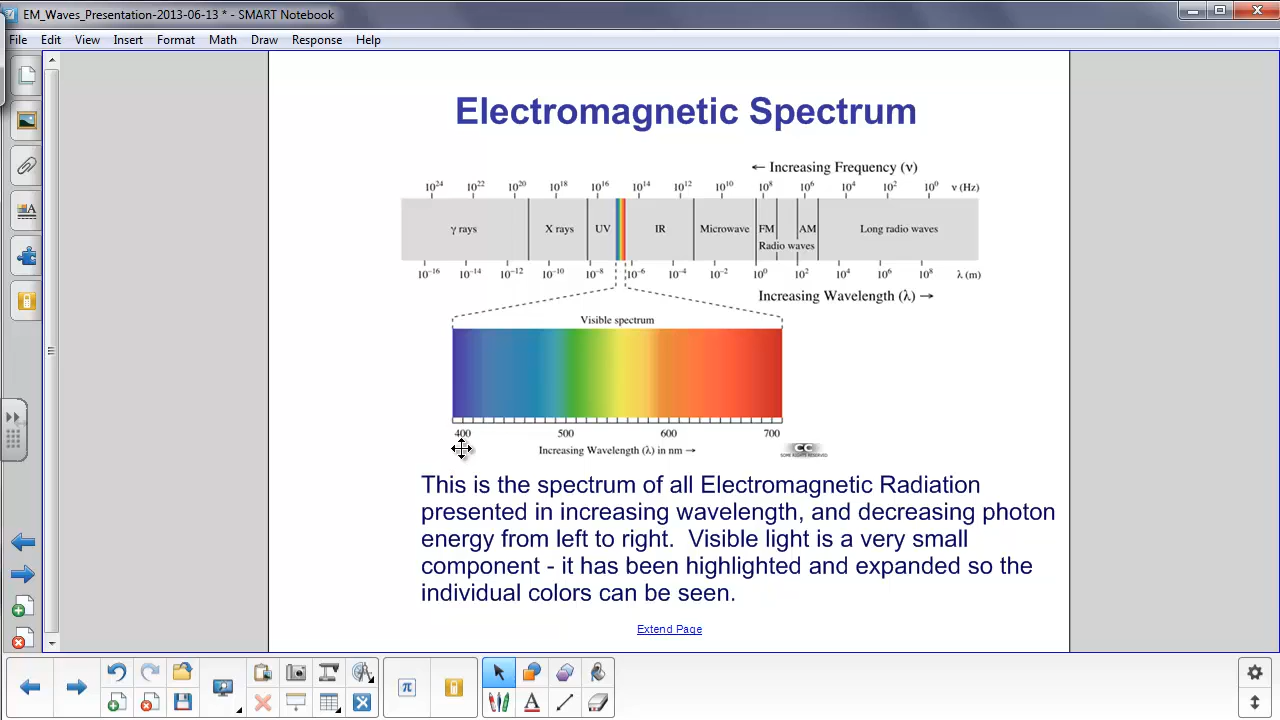 EM_Waves_Presentation-2013-06-13 * - SMART Notebook
File Edit View Insert Format Math Draw Response Help
Electromagnetic Spectrum
← Increasing Frequency (ν)
10²⁴ 10²² 10²⁰ 10¹⁸ 10¹⁶ 10¹⁴ 10¹² 10¹⁰ 10⁸ 10⁶ 10⁴ 10² 10⁰ ν (Hz)
γ rays X rays UV IR Microwave FM AM Long radio waves
Radio waves
10⁻¹⁶ 10⁻¹⁴ 10⁻¹² 10⁻¹⁰ 10⁻⁸ 10⁻⁶ 10⁻⁴ 10⁻² 10⁰ 10² 10⁴ 10⁶ 10⁸ λ (m)
Increasing Wavelength (λ) →
Visible spectrum
400 500 600 700
Increasing Wavelength (λ) in nm →
CC
SOME RIGHTS RESERVED
This is the spectrum of all Electromagnetic Radiation
presented in increasing wavelength, and decreasing photon
energy from left to right. Visible light is a very small
component - it has been highlighted and expanded so the
individual colors can be seen.
Extend Page